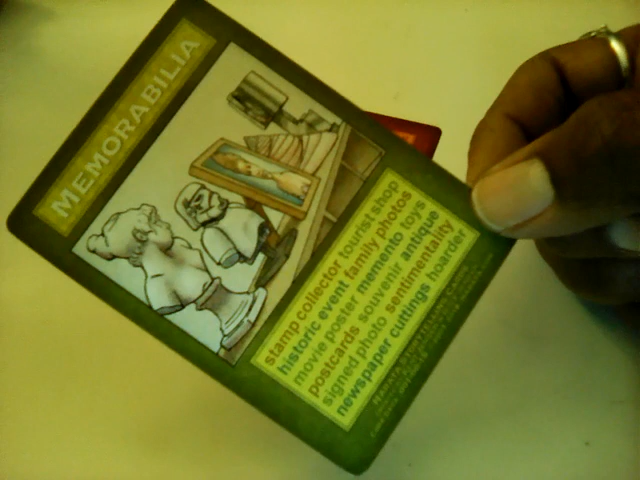 MEMORABILIA
stamp collector tourist shop
historic event family photos
movie poster memento toys
postcards souvenir antique
signed photo sentimentality
newspaper cuttings hoarder